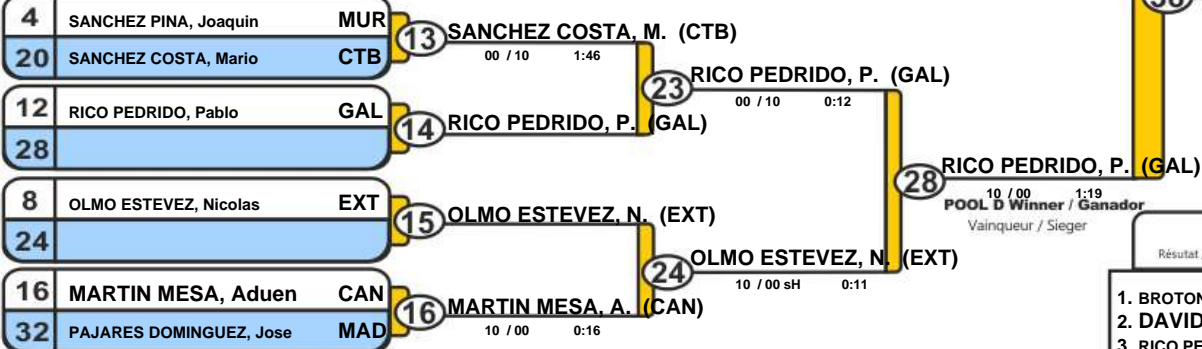 4 SANCHEZ PINA, Joaquin MUR
20 SANCHEZ COSTA, Mario CTB
13 SANCHEZ COSTA, M. (CTB)
00 / 10 1:46
12 RICO PEDRIDO, Pablo GAL
28
14 RICO PEDRIDO, P. (GAL)
23 RICO PEDRIDO, P. (GAL)
00 / 10 0:12
8 OLMO ESTEVEZ, Nicolas EXT
24
15 OLMO ESTEVEZ, N. (EXT)
16 MARTIN MESA, Aduen CAN
32 PAJARES DOMINGUEZ, Jose MAD
16 MARTIN MESA, A. (CAN)
10 / 00 0:16
24 OLMO ESTEVEZ, N. (EXT)
10 / 00 sH 0:11
28 RICO PEDRIDO, P. (GAL)
10 / 00 1:19
POOL D Winner / Ganador
Vainqueur / Sieger
Résutat
1. BROTON
2. DAVID